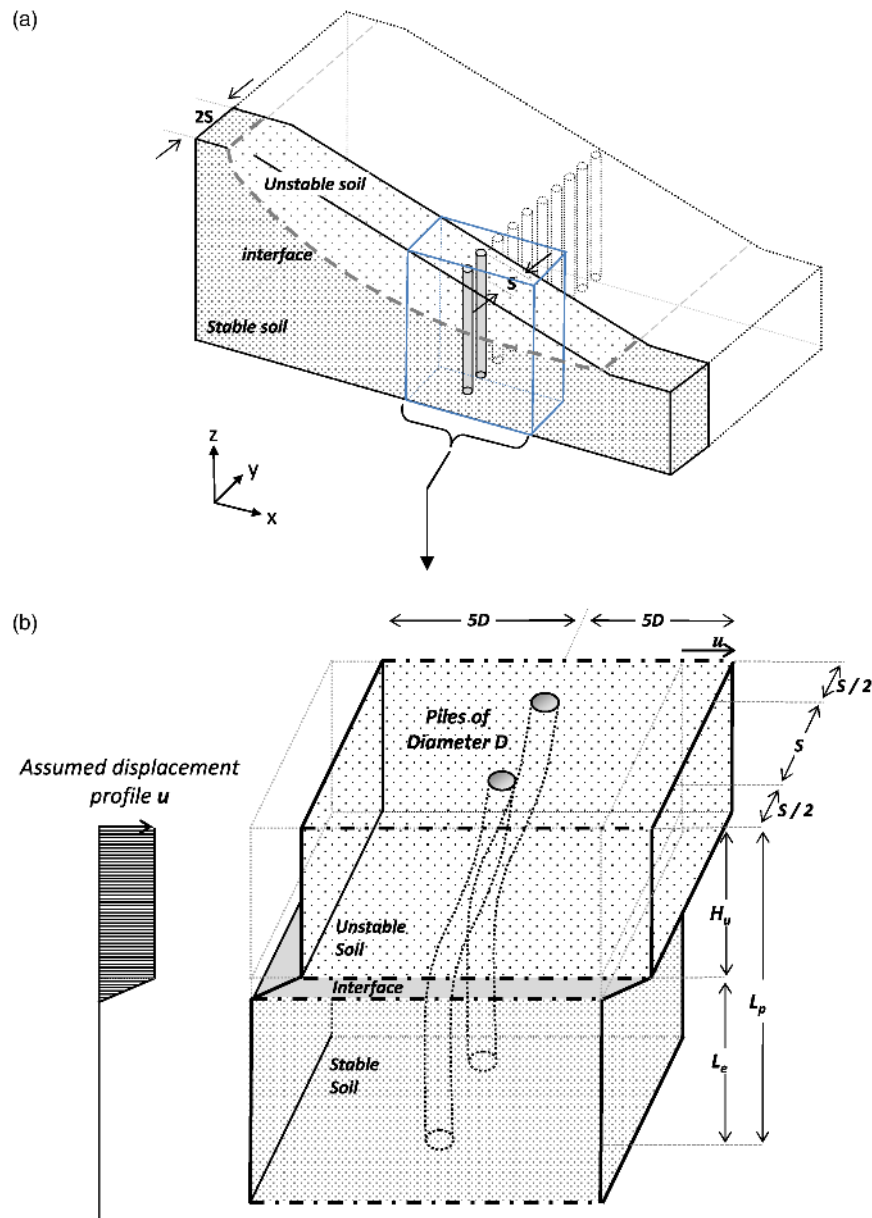 (a)
2S
Unstable soil
interface
S
Stable soil
z
y
x
(b)
5D
5D
u
S / 2
Piles of
Diameter D
S
Assumed displacement
profile u
S / 2
Unstable
Soil
Hu
Interface
Lp
Stable
Soil
Le